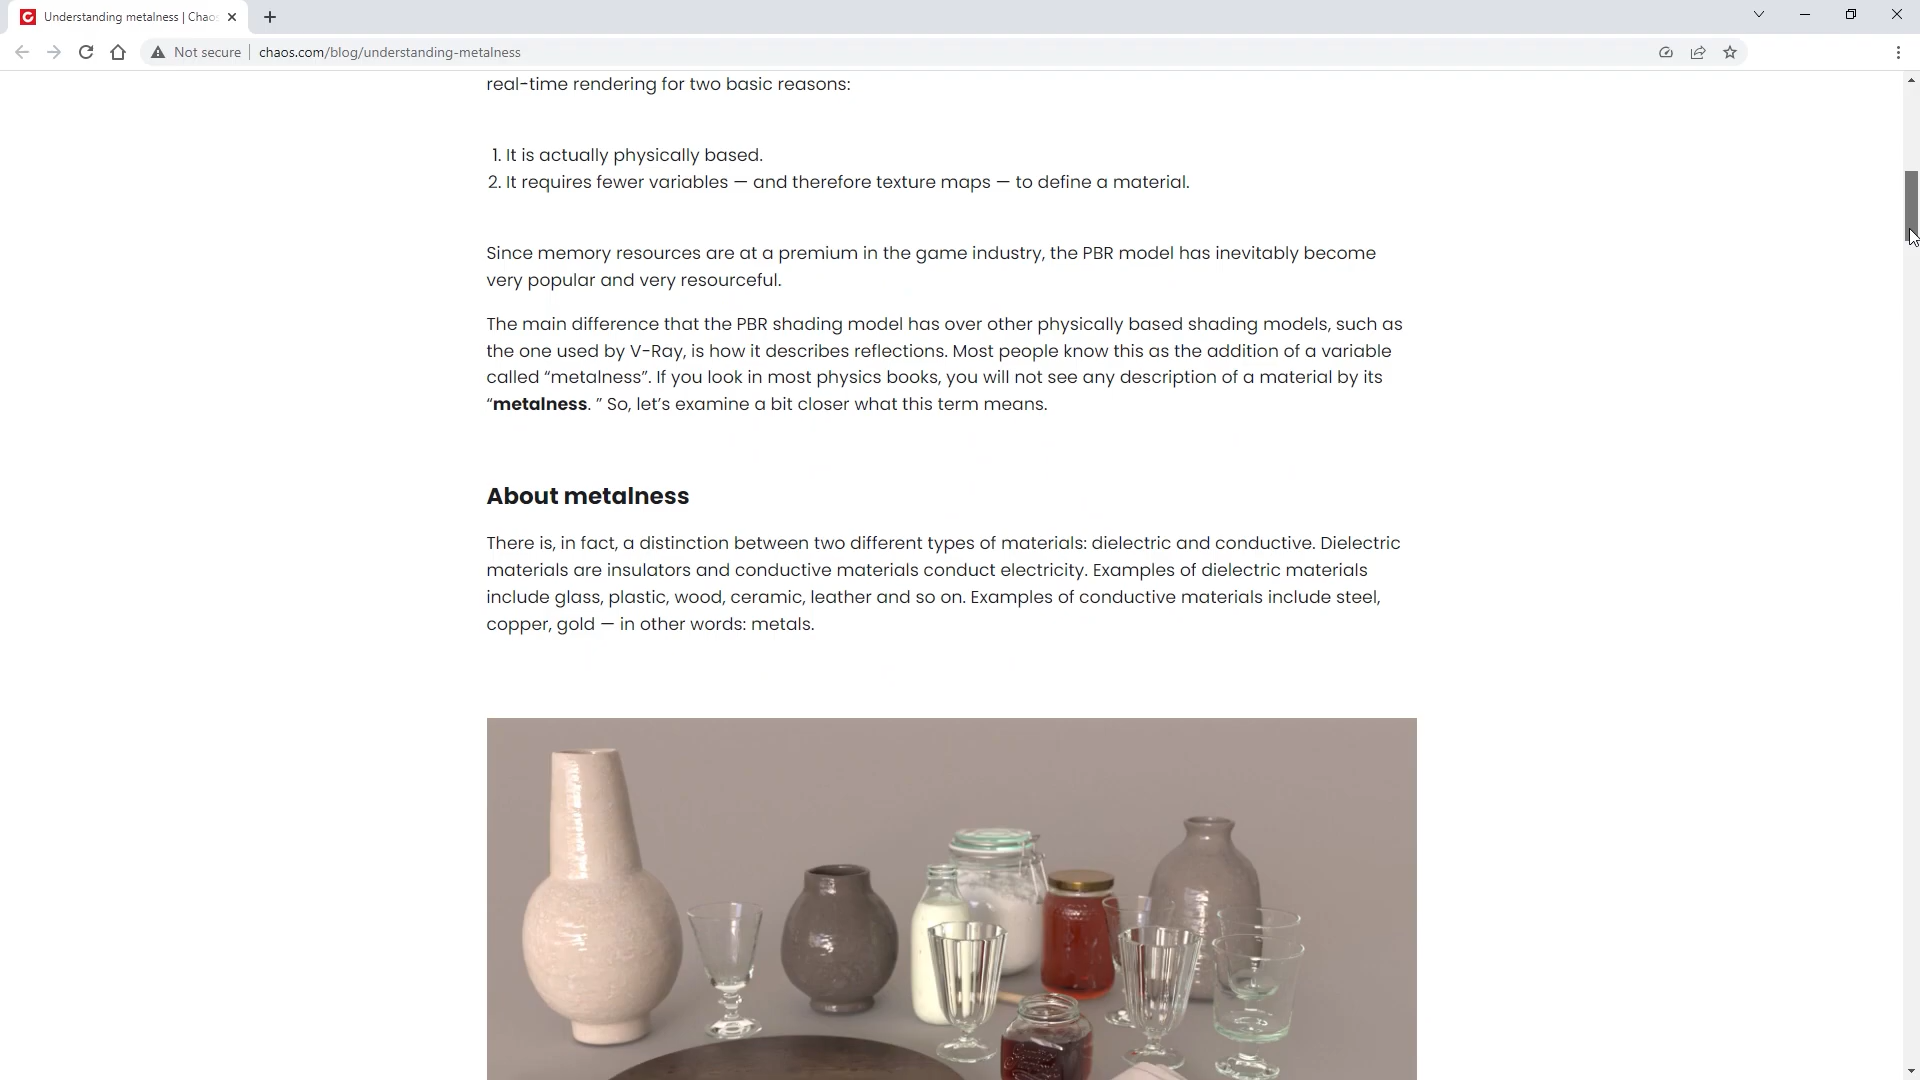 Understanding metalness | Chaos
Not secure
chaos.com/blog/understanding-metalness
real-time rendering for two basic reasons:
1. It is actually physically based.
2. It requires fewer variables — and therefore texture maps — to define a material.
Since memory resources are at a premium in the game industry, the PBR model has inevitably become
very popular and very resourceful.
The main difference that the PBR shading model has over other physically based shading models, such as
the one used by V-Ray, is how it describes reflections. Most people know this as the addition of a variable
called “metalness”. If you look in most physics books, you will not see any description of a material by its
“metalness. ” So, let’s examine a bit closer what this term means.
About metalness
There is, in fact, a distinction between two different types of materials: dielectric and conductive. Dielectric
materials are insulators and conductive materials conduct electricity. Examples of dielectric materials
include glass, plastic, wood, ceramic, leather and so on. Examples of conductive materials include steel,
copper, gold — in other words: metals.